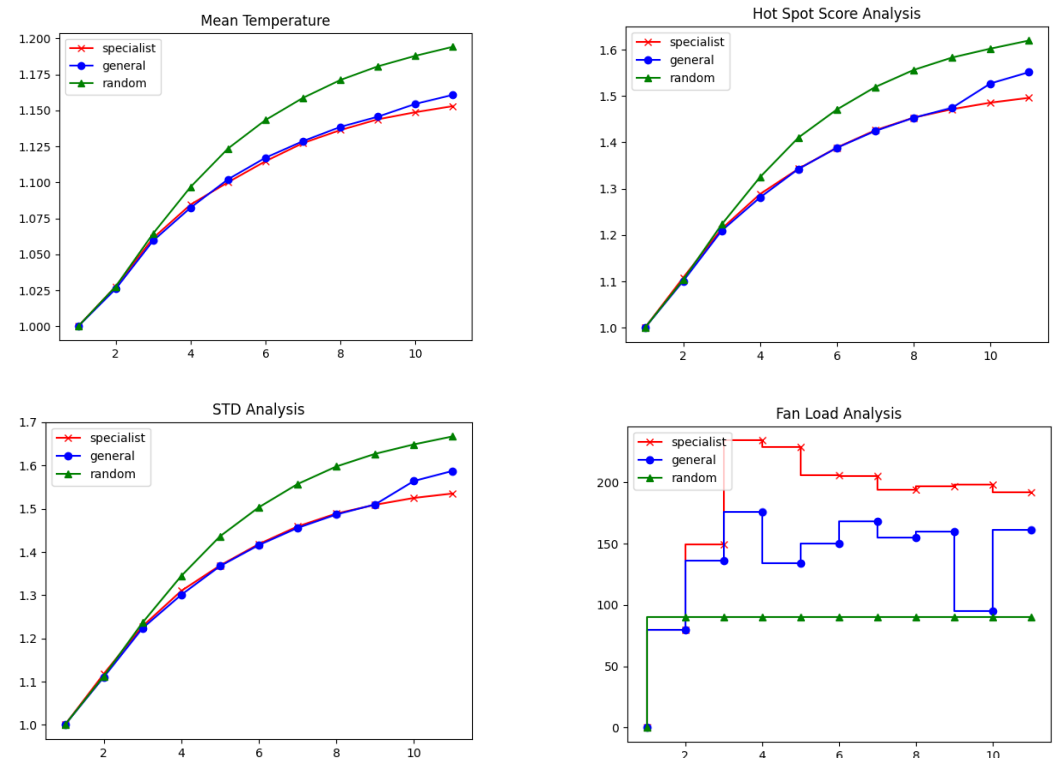 Mean Temperature
1.200
1.175
1.150
1.125
1.100
1.075
1.050
1.025
1.000
specialist
general
random
2 4 6 8 10
Hot Spot Score Analysis
1.6
1.5
1.4
1.3
1.2
1.1
1.0
specialist
general
random
2 4 6 8 10
STD Analysis
1.7
1.6
1.5
1.4
1.3
1.2
1.1
1.0
specialist
general
random
2 4 6 8 10
Fan Load Analysis
200
150
100
50
0
specialist
general
random
2 4 6 8 10